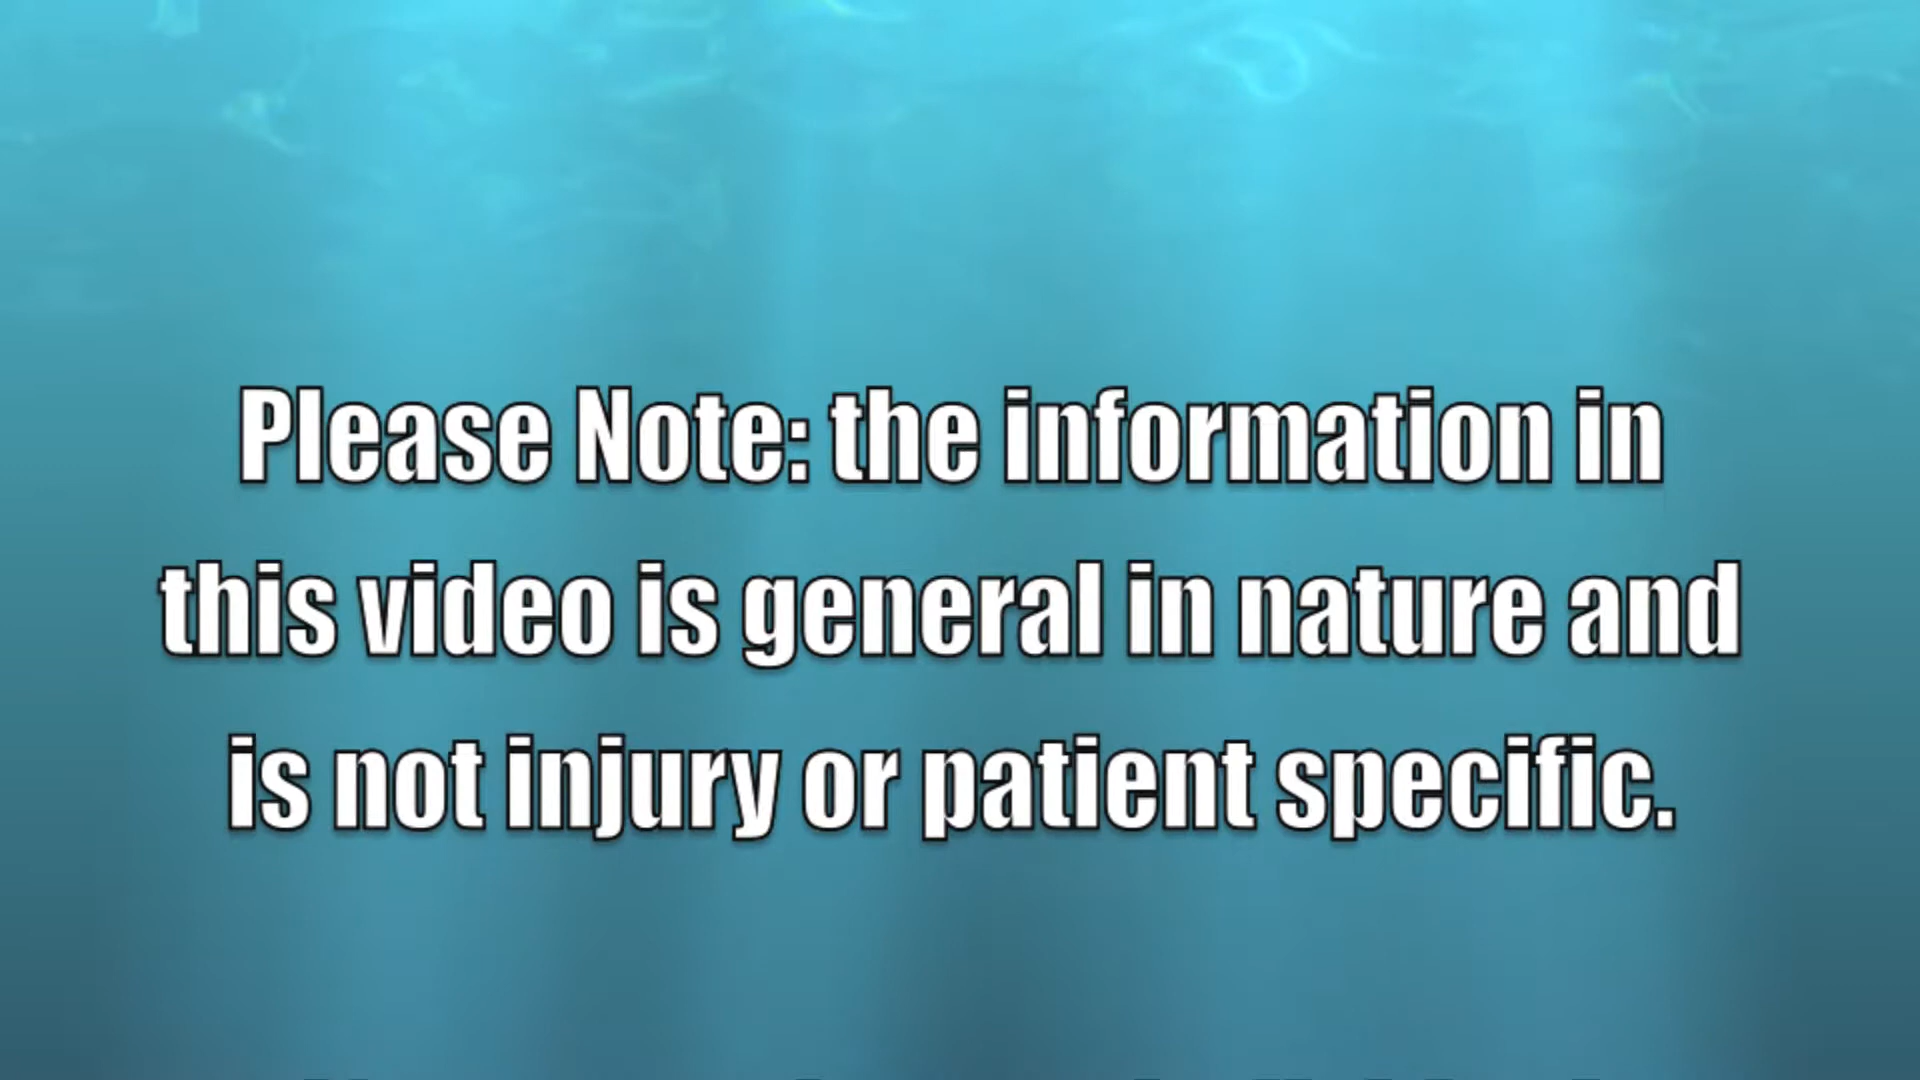 Please Note: the information in
this video is general in nature and
is not injury or patient specific.